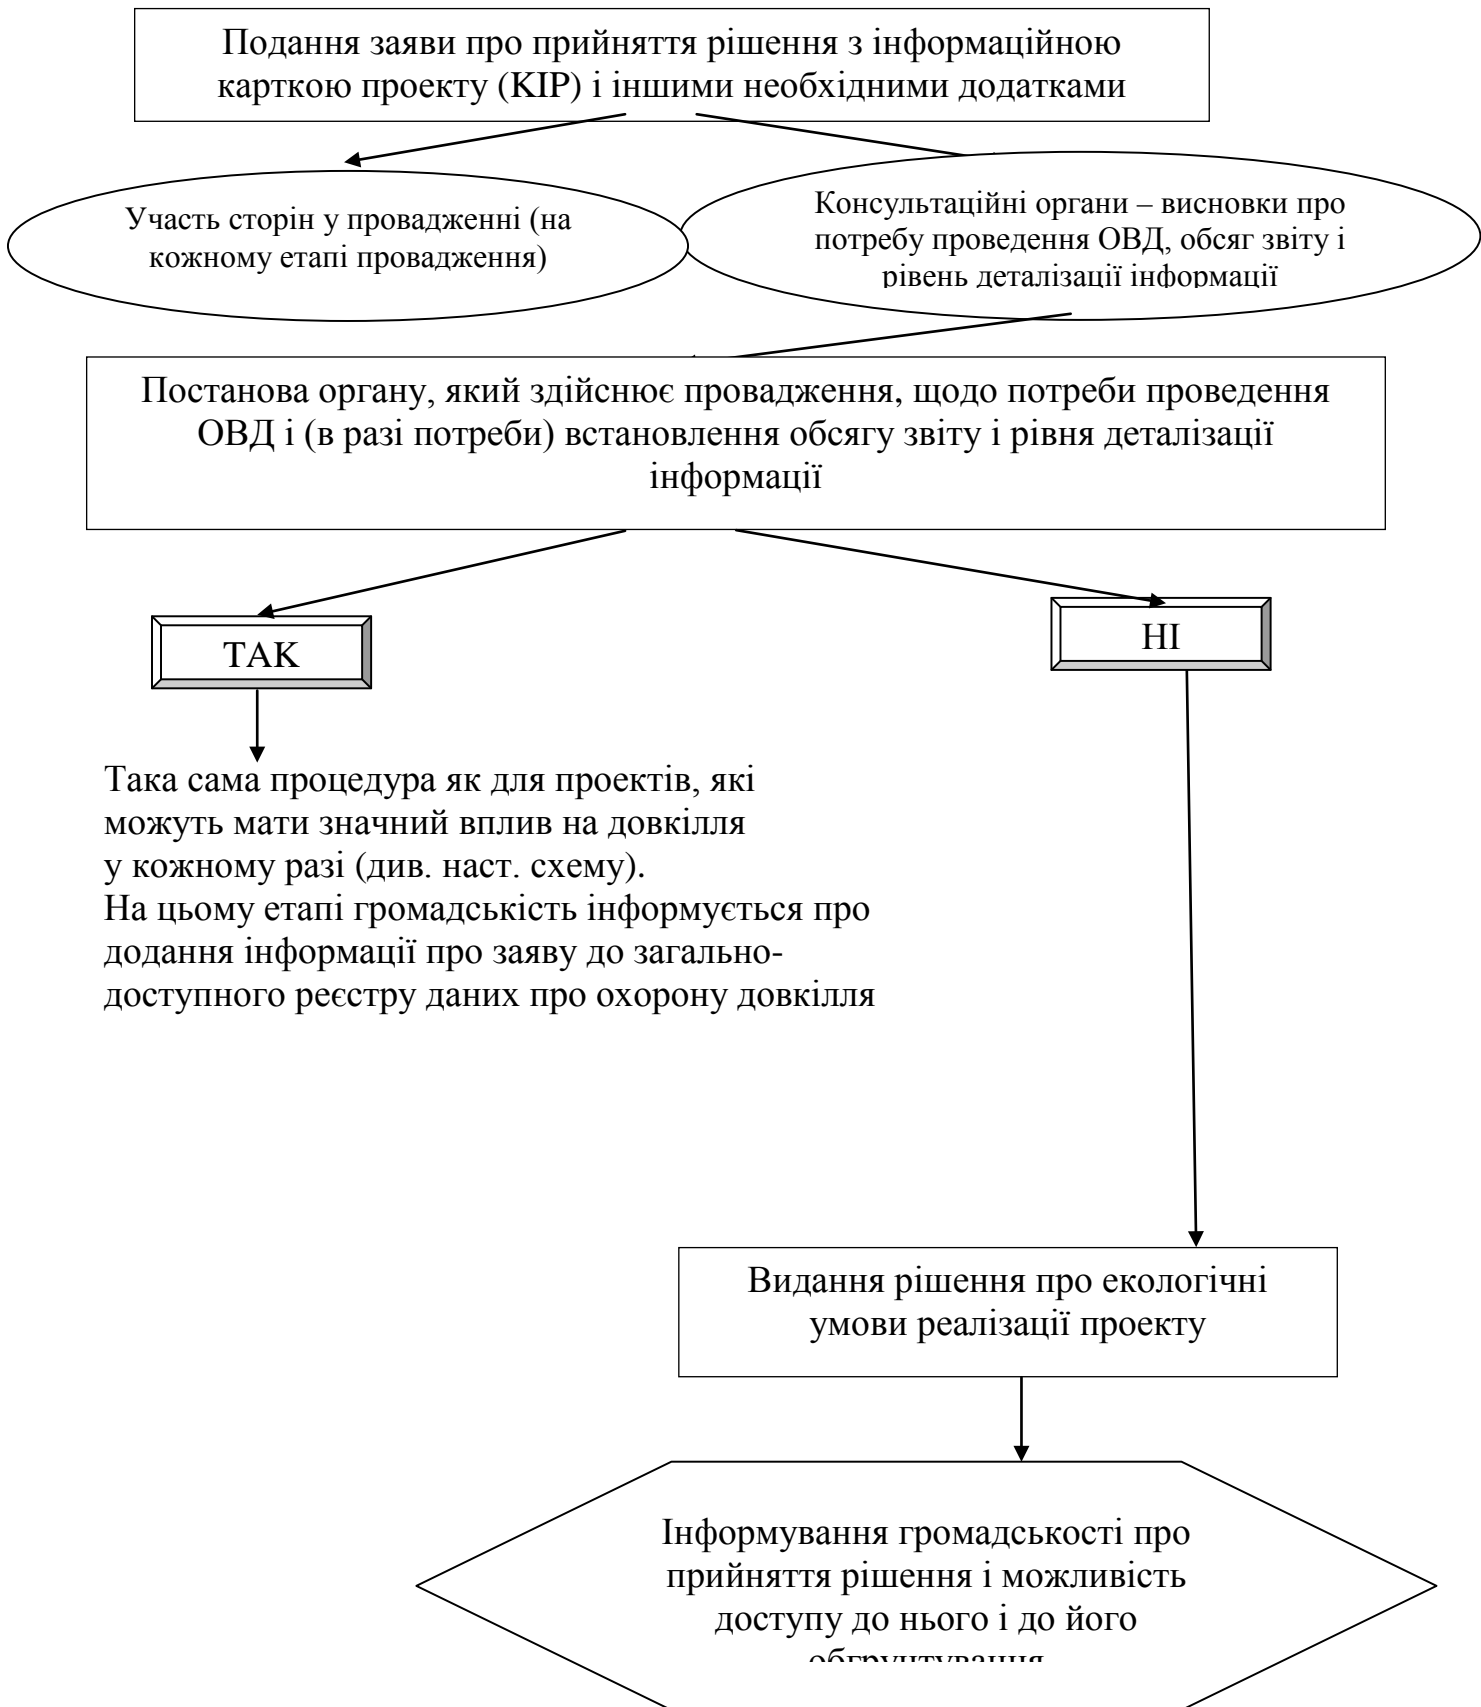 Подання заяви про прийняття рішення з інформаційною
карткою проекту (KIP) і іншими необхідними додатками
Участь сторін у провадженні (на
кожному етапі провадження)
Консультаційні органи – висновки про
потребу проведення ОВД, обсяг звіту і
рівень деталізації інформації
Постанова органу, який здійснює провадження, щодо потреби проведення
ОВД і (в разі потреби) встановлення обсягу звіту і рівня деталізації
інформації
ТАК
НІ
Така сама процедура як для проектів, які
можуть мати значний вплив на довкілля
у кожному разі (див. наст. схему).
На цьому етапі громадськість інформується про
додання інформації про заяву до загально-
доступного реєстру даних про охорону довкілля
Видання рішення про екологічні
умови реалізації проекту
Інформування громадськості про
прийняття рішення і можливість
доступу до нього і до його
обгрунтування